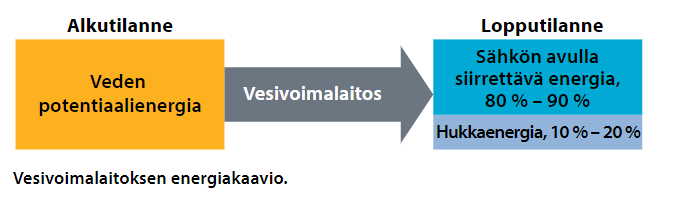 Alkutilanne
Lopputilanne
Veden
potentiaalienergia
Vesivoimalaitos
Sähkön avulla
siirrettävä energia,
80 % – 90 %
Hukkaenergia, 10 % – 20 %
Vesivoimalaitoksen energiakaavio.